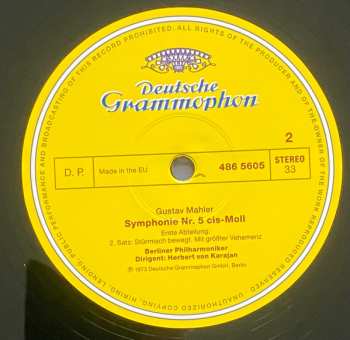 ALL RIGHTS OF THE PRODUCER AND OF THE OWNER OF THE WORK REPRODUCED RESERVED. UNAUTHORIZED COPYING, HIRING, LENDING, PUBLIC PERFORMANCE AND BROADCASTING OF THIS RECORD PROHIBITED!
Deutsche
Grammophon
2
D. P.
Made in the EU
486 5605
STEREO
33
Gustav Mahler
Symphonie Nr. 5 cis-Moll
Erste Abteilung:
2. Satz: Stürmisch bewegt. Mit größter Vehemenz
Berliner Philharmoniker
Dirigent: Herbert von Karajan
℗ 1973 Deutsche Grammophon GmbH, Berlin